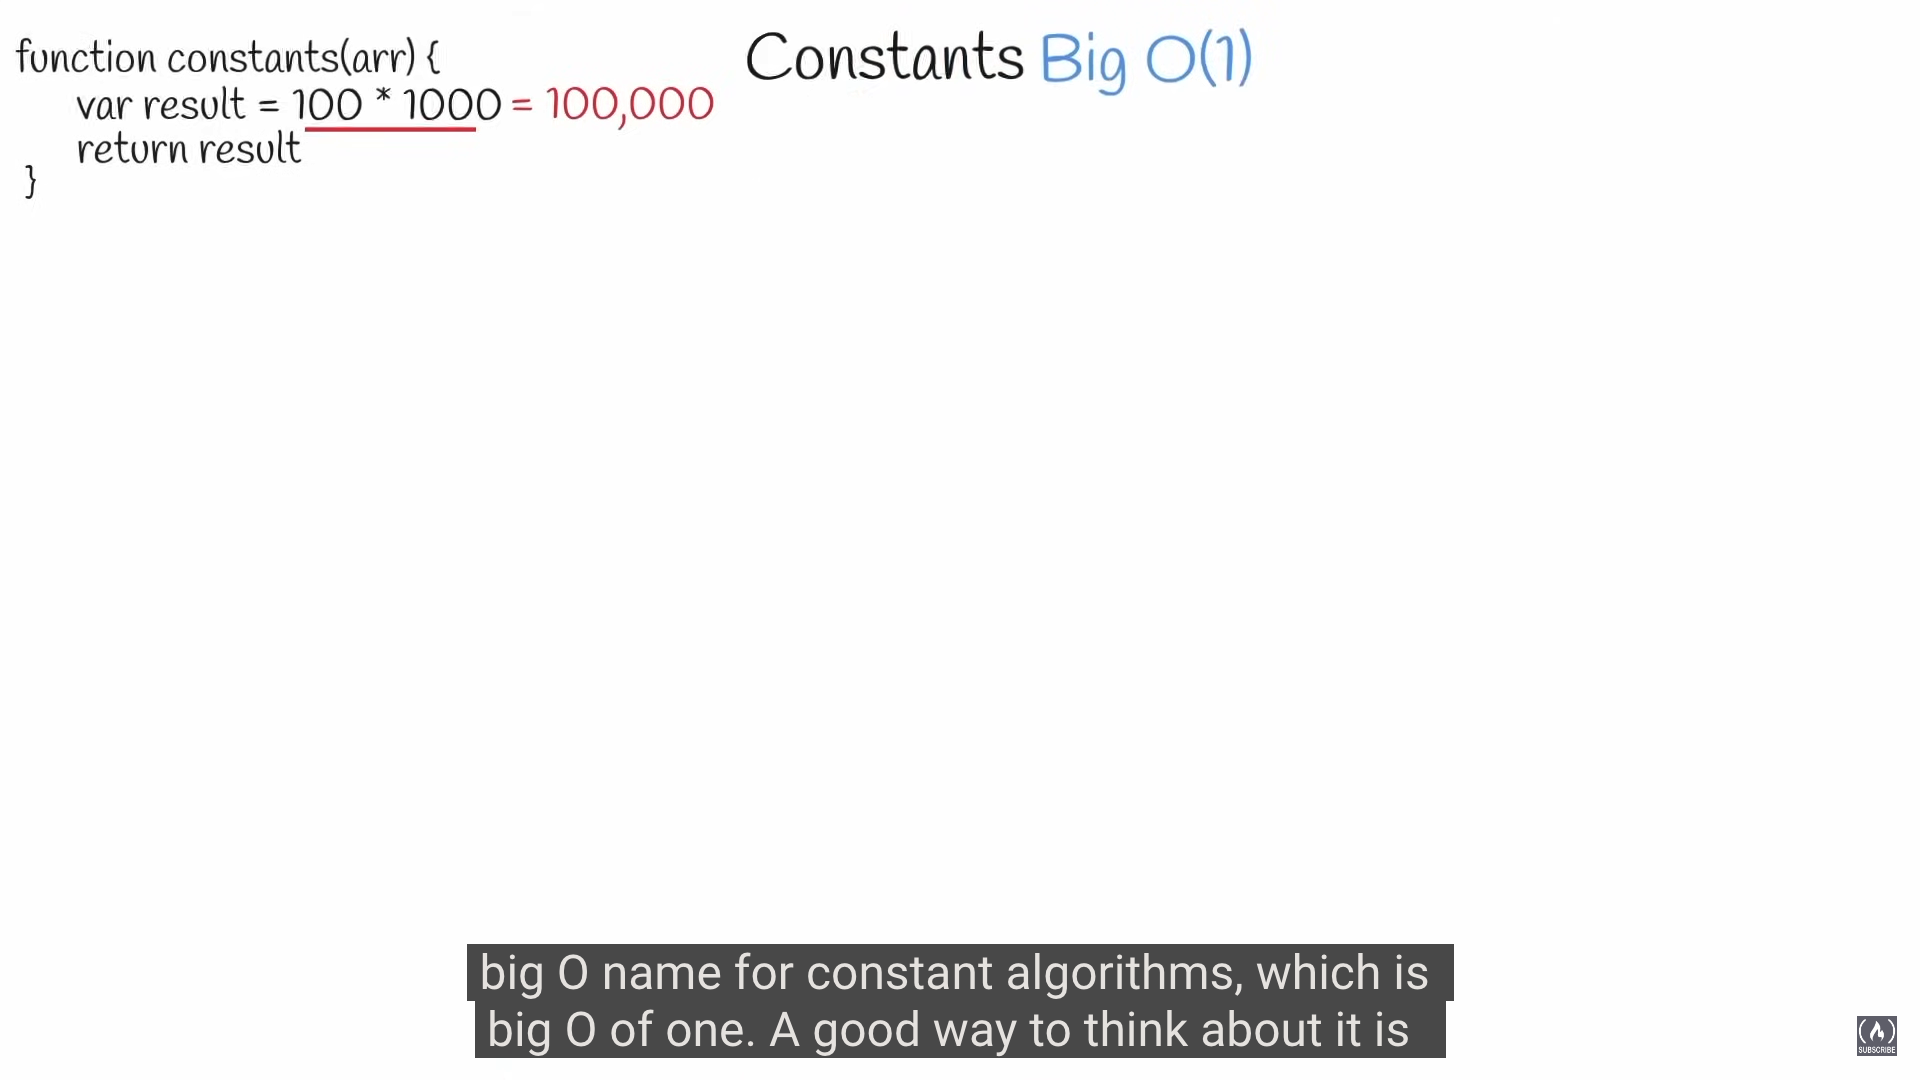 function constants(arr) {
var result = 100 * 1000 = 100,000
return result
}
Constants Big O(1)
big O name for constant algorithms, which is
big O of one. A good way to think about it is
SUBSCRIBE